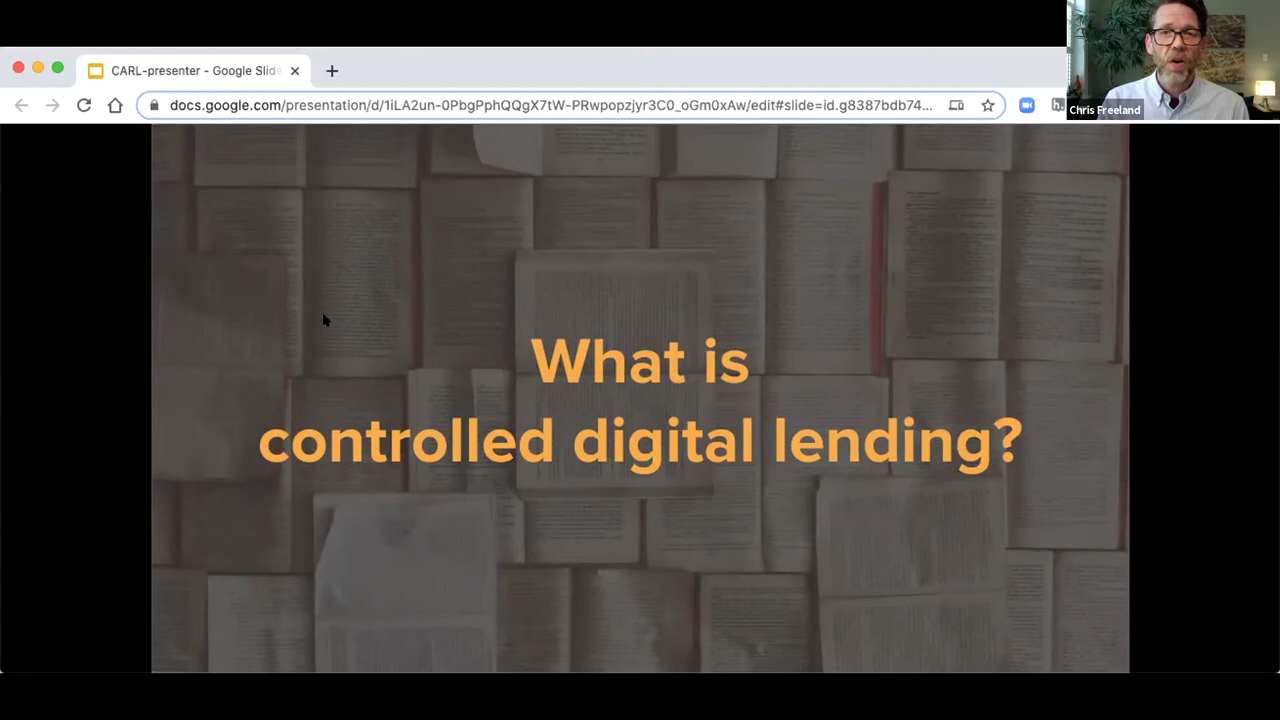 CARL-presenter - Google Slide
docs.google.com/presentation/d/1iLA2un-0PbgPphQQgX7tW-PRwpopzjyr3C0_oGm0xAw/edit#slide=id.g8387bdb74...
h.
Chris Freeland
What is
controlled digital lending?